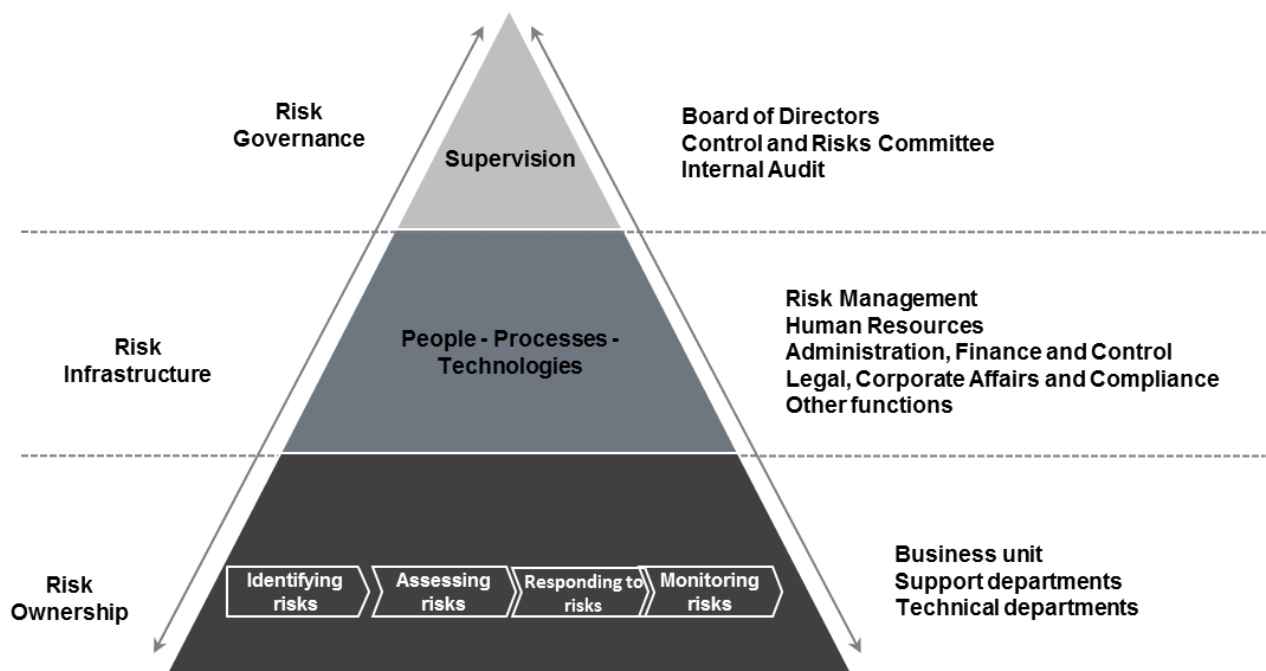 Risk
Governance
Supervision
Board of Directors
Control and Risks Committee
Internal Audit
Risk
Infrastructure
People - Processes -
Technologies
Risk Management
Human Resources
Administration, Finance and Control
Legal, Corporate Affairs and Compliance
Other functions
Risk
Ownership
Identifying
risks
Assessing
risks
Responding to
risks
Monitoring
risks
Business unit
Support departments
Technical departments